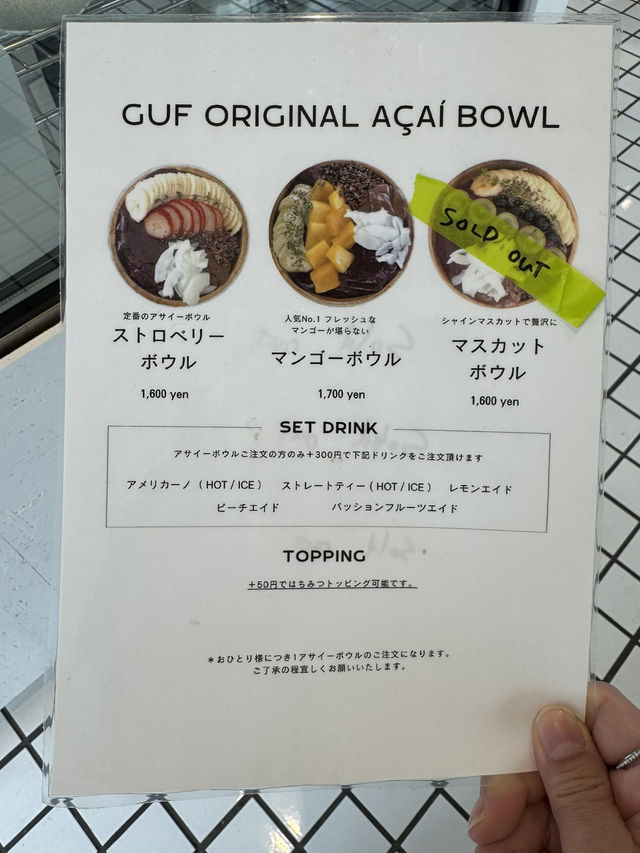 GUF ORIGINAL AÇAÍ BOWL
SOLD OUT
定番のアサイーボウル
ストロベリー
ボウル
1,600 yen
人気No.1 フレッシュな
マンゴーが堪らない
マンゴーボウル
1,700 yen
シャインマスカットで贅沢に
マスカット
ボウル
1,600 yen
SET DRINK
アサイーボウルご注文の方のみ+300円で下記ドリンクをご注文頂けます
アメリカーノ（HOT / ICE） ストレートティー（HOT / ICE） レモンエイド
ピーチエイド パッションフルーツエイド
TOPPING
+50円ではちみつトッピング可能です。
＊おひとり様につき1アサイーボウルのご注文になります。
ご了承の程宜しくお願いいたします。